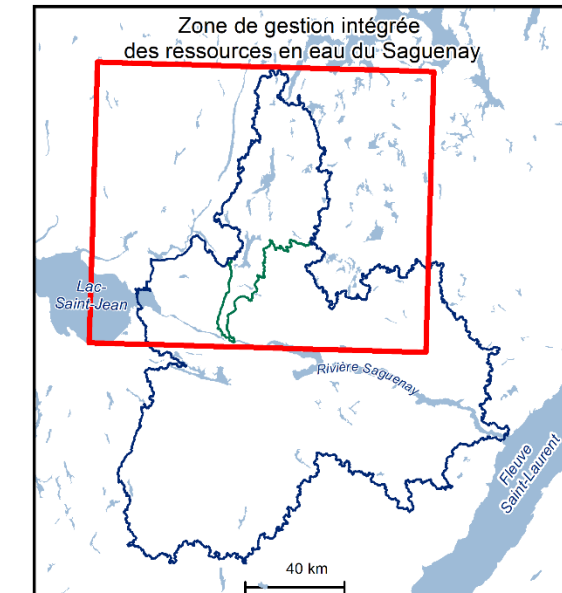 Zone de gestion intégrée
des ressources en eau du Saguenay
Lac-
Saint-Jean
Rivière Saguenay
Fleuve
Saint-Laurent
40 km